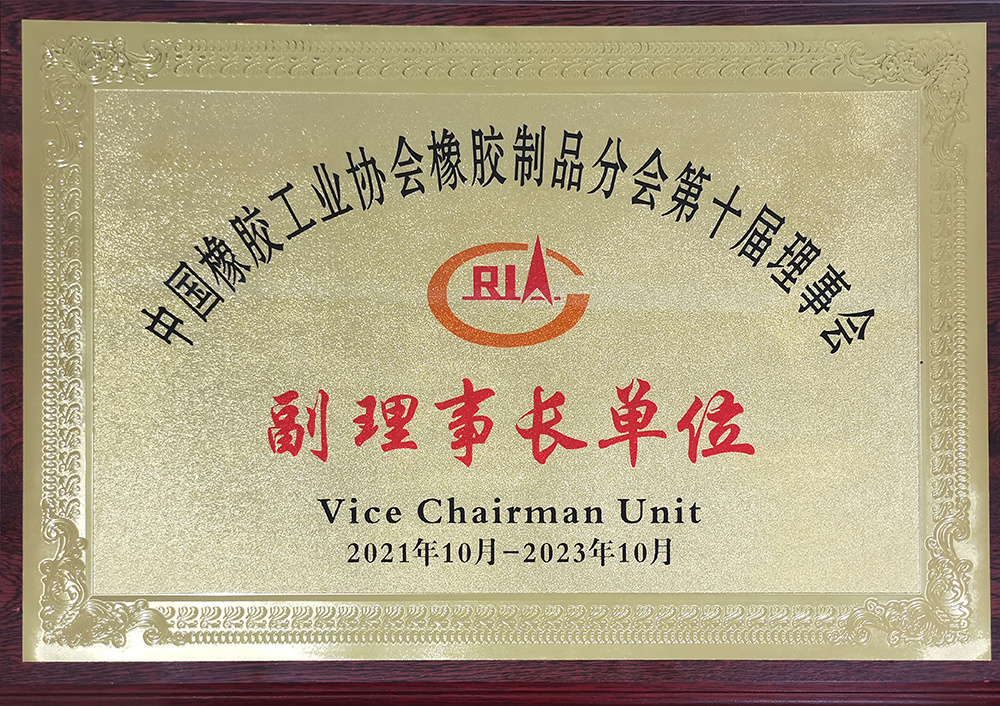 中国橡胶工业协会橡胶制品分会第十届理事会
RIA
副理事长单位
Vice Chairman Unit
2021年10月-2023年10月